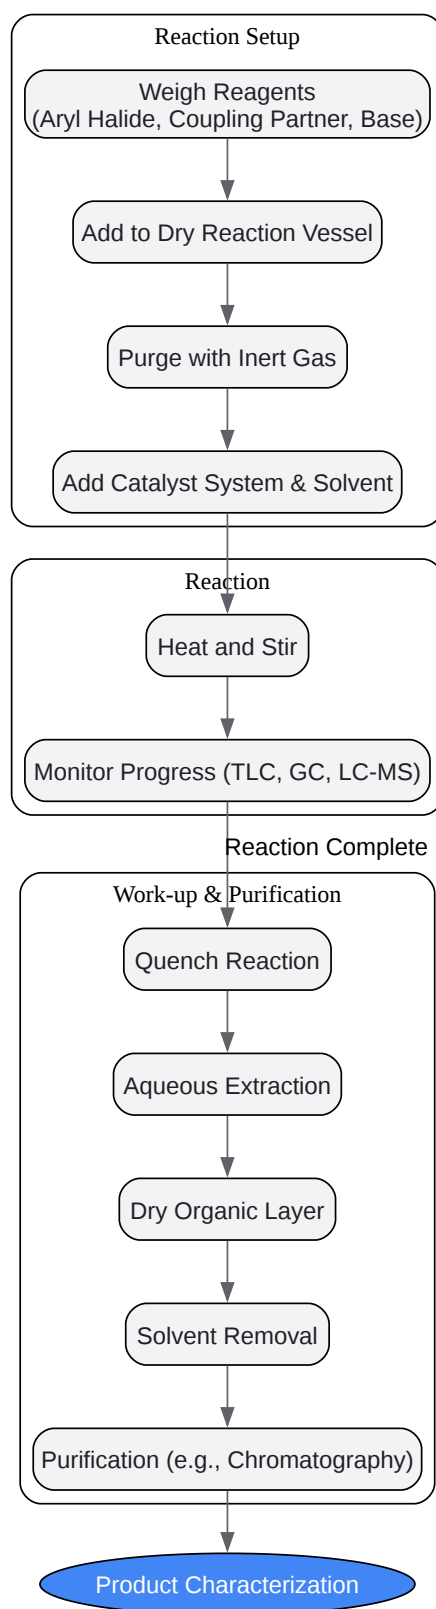 Reaction Setup
Weigh Reagents
(Aryl Halide, Coupling Partner, Base)
Add to Dry Reaction Vessel
Purge with Inert Gas
Add Catalyst System & Solvent
Reaction
Heat and Stir
Monitor Progress (TLC, GC, LC-MS)
Reaction Complete
Work-up & Purification
Quench Reaction
Aqueous Extraction
Dry Organic Layer
Solvent Removal
Purification (e.g., Chromatography)
Product Characterization